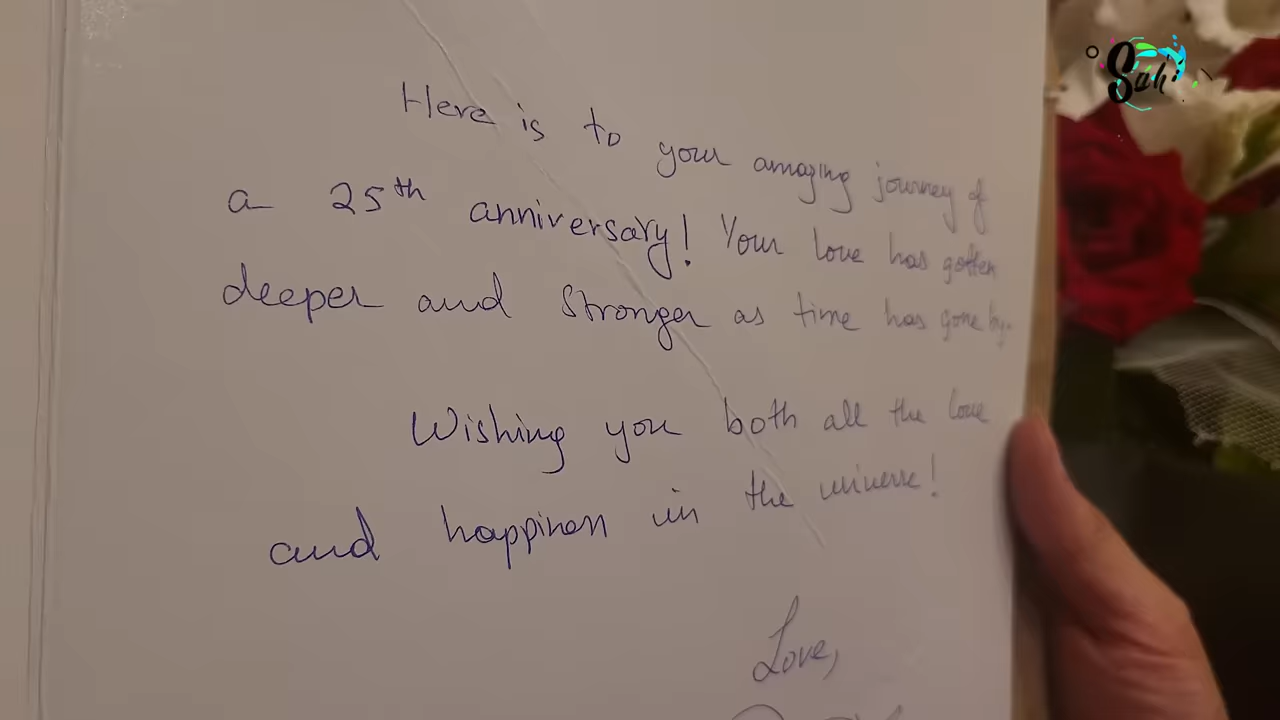 Here is to your amazing journey of
a 25th anniversary! Your love has gotten
deeper and stronger as time has gone by.
Wishing you both all the love
and happiness in the universe!
Love,
Suh